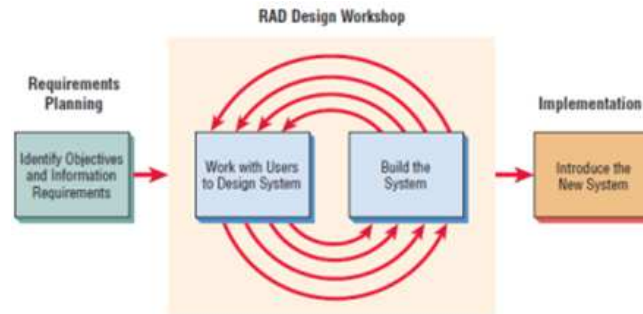 RAD Design Workshop
Requirements
Planning
Identify Objectives
and Information
Requirements
Work with Users
to Design System
Build the
System
Implementation
Introduce the
New System